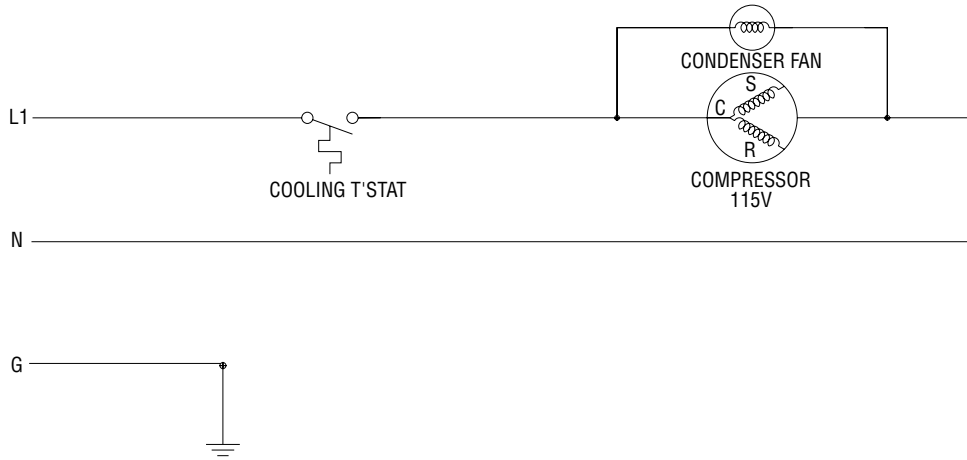 CONDENSER FAN
S
L1
C
R
COOLING T'STAT
COMPRESSOR
115V
N
G